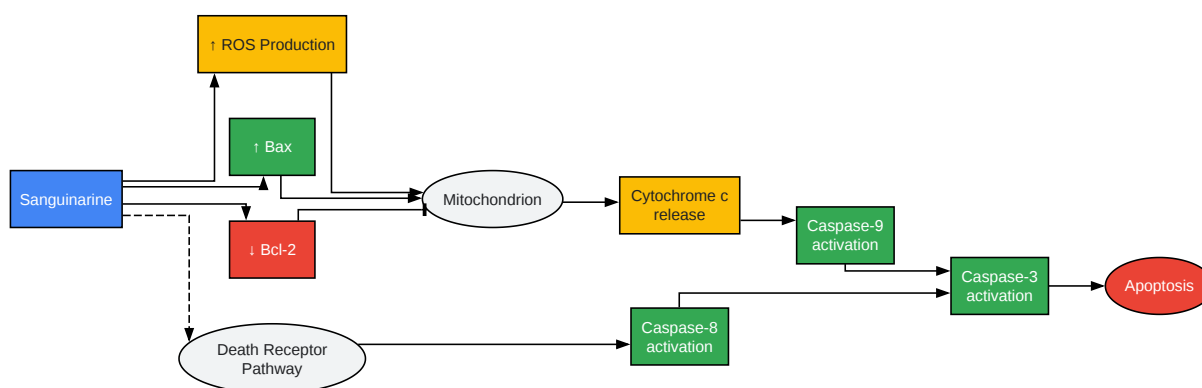 ↑ ROS Production
↑ Bax
Sanguinarine
Mitochondrion
Cytochrome c
release
Caspase-9
activation
↓ Bcl-2
Caspase-3
activation
Apoptosis
Caspase-8
activation
Death Receptor
Pathway